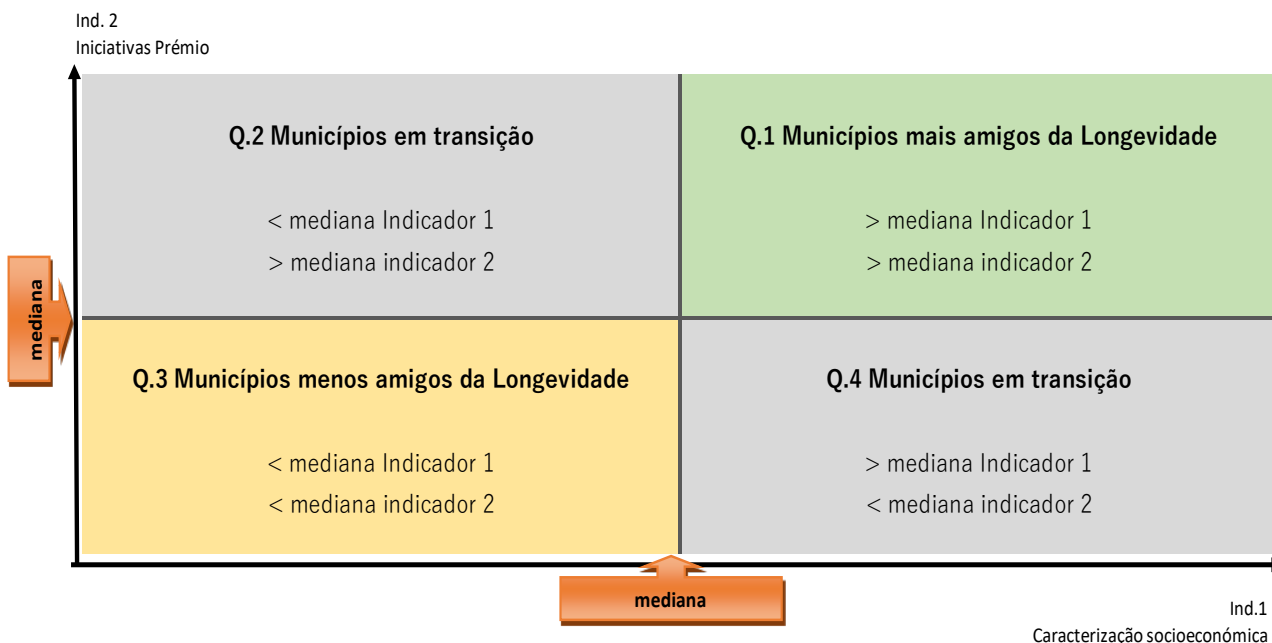 Ind. 2
Iniciativas Prémio
Q.2 Municípios em transição
< mediana Indicador 1
> mediana indicador 2
Q.1 Municípios mais amigos da Longevidade
> mediana Indicador 1
> mediana indicador 2
mediana
Q.3 Municípios menos amigos da Longevidade
< mediana Indicador 1
< mediana indicador 2
Q.4 Municípios em transição
> mediana Indicador 1
< mediana indicador 2
mediana
Ind.1
Caracterização socioeconómica